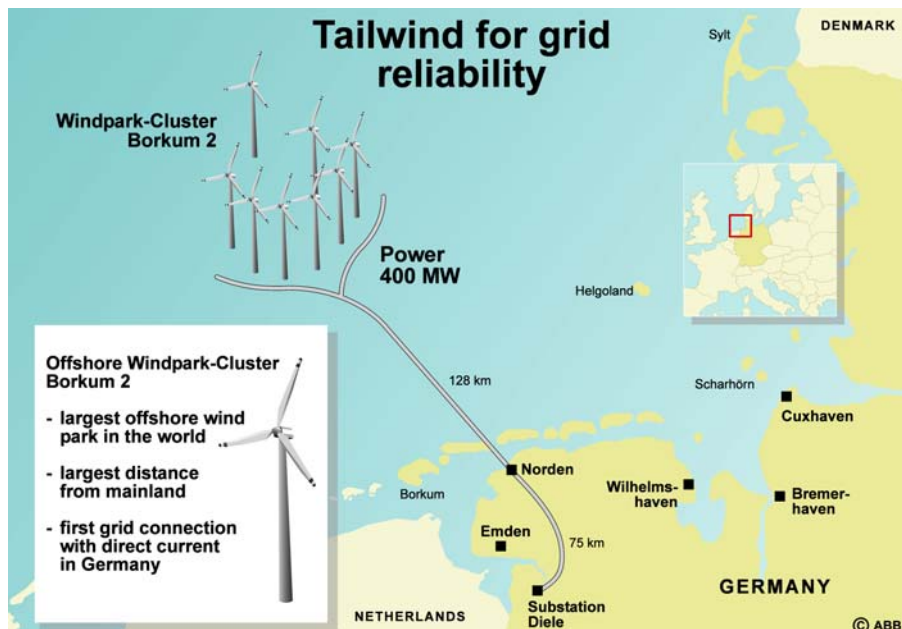 Tailwind for grid
reliability
DENMARK
Sylt
Windpark-Cluster
Borkum 2
Power
400 MW
Helgoland
Offshore Windpark-Cluster
Borkum 2
- largest offshore wind
park in the world
- largest distance
from mainland
- first grid connection
with direct current
in Germany
128 km
Scharhörn
Cuxhaven
Norden
Borkum
Wilhelms-
haven
Bremer-
haven
Emden
75 km
Substation
Diele
GERMANY
NETHERLANDS
© ABB